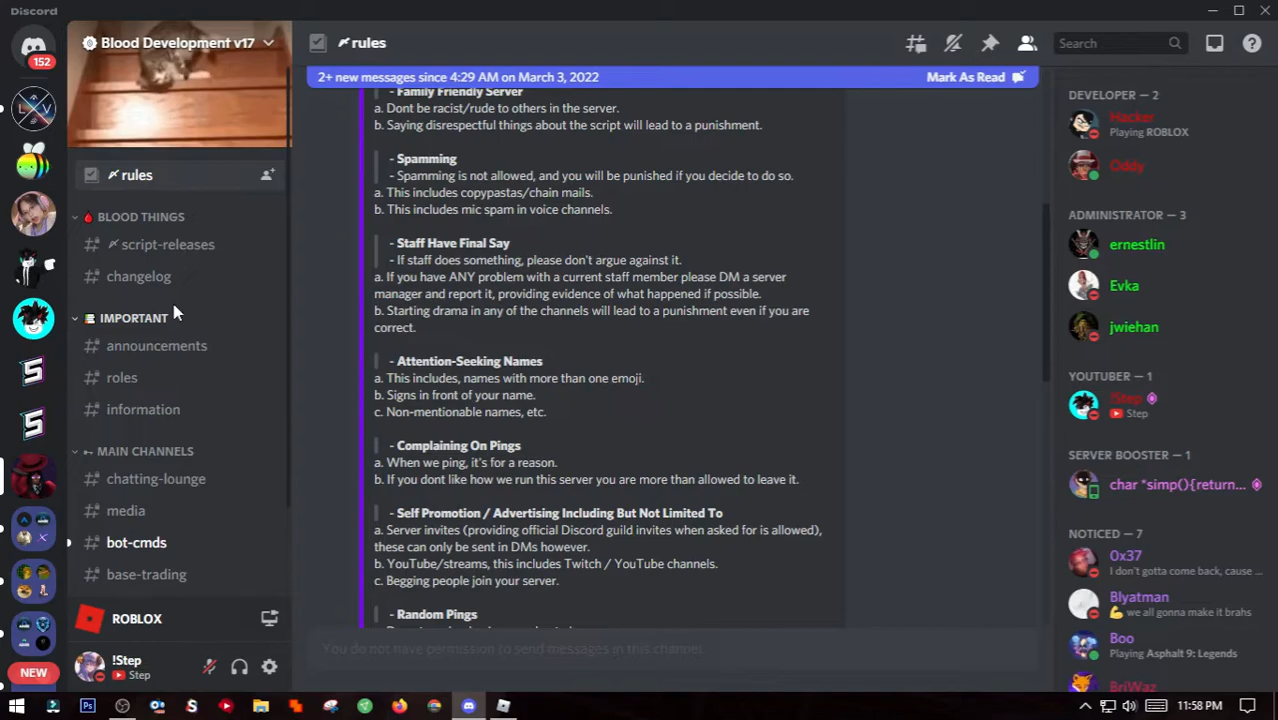 Discord
152
Blood Development v17
rules
Search
2+ new messages since 4:29 AM on March 3, 2022
Mark As Read
rules
BLOOD THINGS
script-releases
changelog
IMPORTANT
announcements
roles
information
MAIN CHANNELS
chatting-lounge
media
bot-cmds
base-trading
ROBLOX
!Step
Step
NEW
- Family Friendly Server
a. Dont be racist/rude to others in the server.
b. Saying disrespectful things about the script will lead to a punishment.
- Spamming
- Spamming is not allowed, and you will be punished if you decide to do so.
a. This includes copypastas/chain mails.
b. This includes mic spam in voice channels.
- Staff Have Final Say
- If staff does something, please don't argue against it.
a. If you have ANY problem with a current staff member please DM a server
manager and report it, providing evidence of what happened if possible.
b. Starting drama in any of the channels will lead to a punishment even if you are
correct.
- Attention-Seeking Names
a. This includes, names with more than one emoji.
b. Signs in front of your name.
c. Non-mentionable names, etc.
- Complaining On Pings
a. When we ping, it's for a reason.
b. If you dont like how we run this server you are more than allowed to leave it.
- Self Promotion / Advertising Including But Not Limited To
a. Server invites (providing official Discord guild invites when asked for is allowed),
these can only be sent in DMs however.
b. YouTube/streams, this includes Twitch / YouTube channels.
c. Begging people join your server.
- Random Pings
You do not have permission to send messages in this channel.
DEVELOPER — 2
Hacker
Playing ROBLOX
Oddy
ADMINISTRATOR — 3
ernestlin
Evka
jwiehan
YOUTUBER — 1
!Step
Step
SERVER BOOSTER — 1
char *simp(){return...
NOTICED — 7
0x37
I don't gotta come back, cause ...
Blyatman
we all gonna make it brahs
Boo
Playing Asphalt 9: Legends
BriWaz
11:58 PM